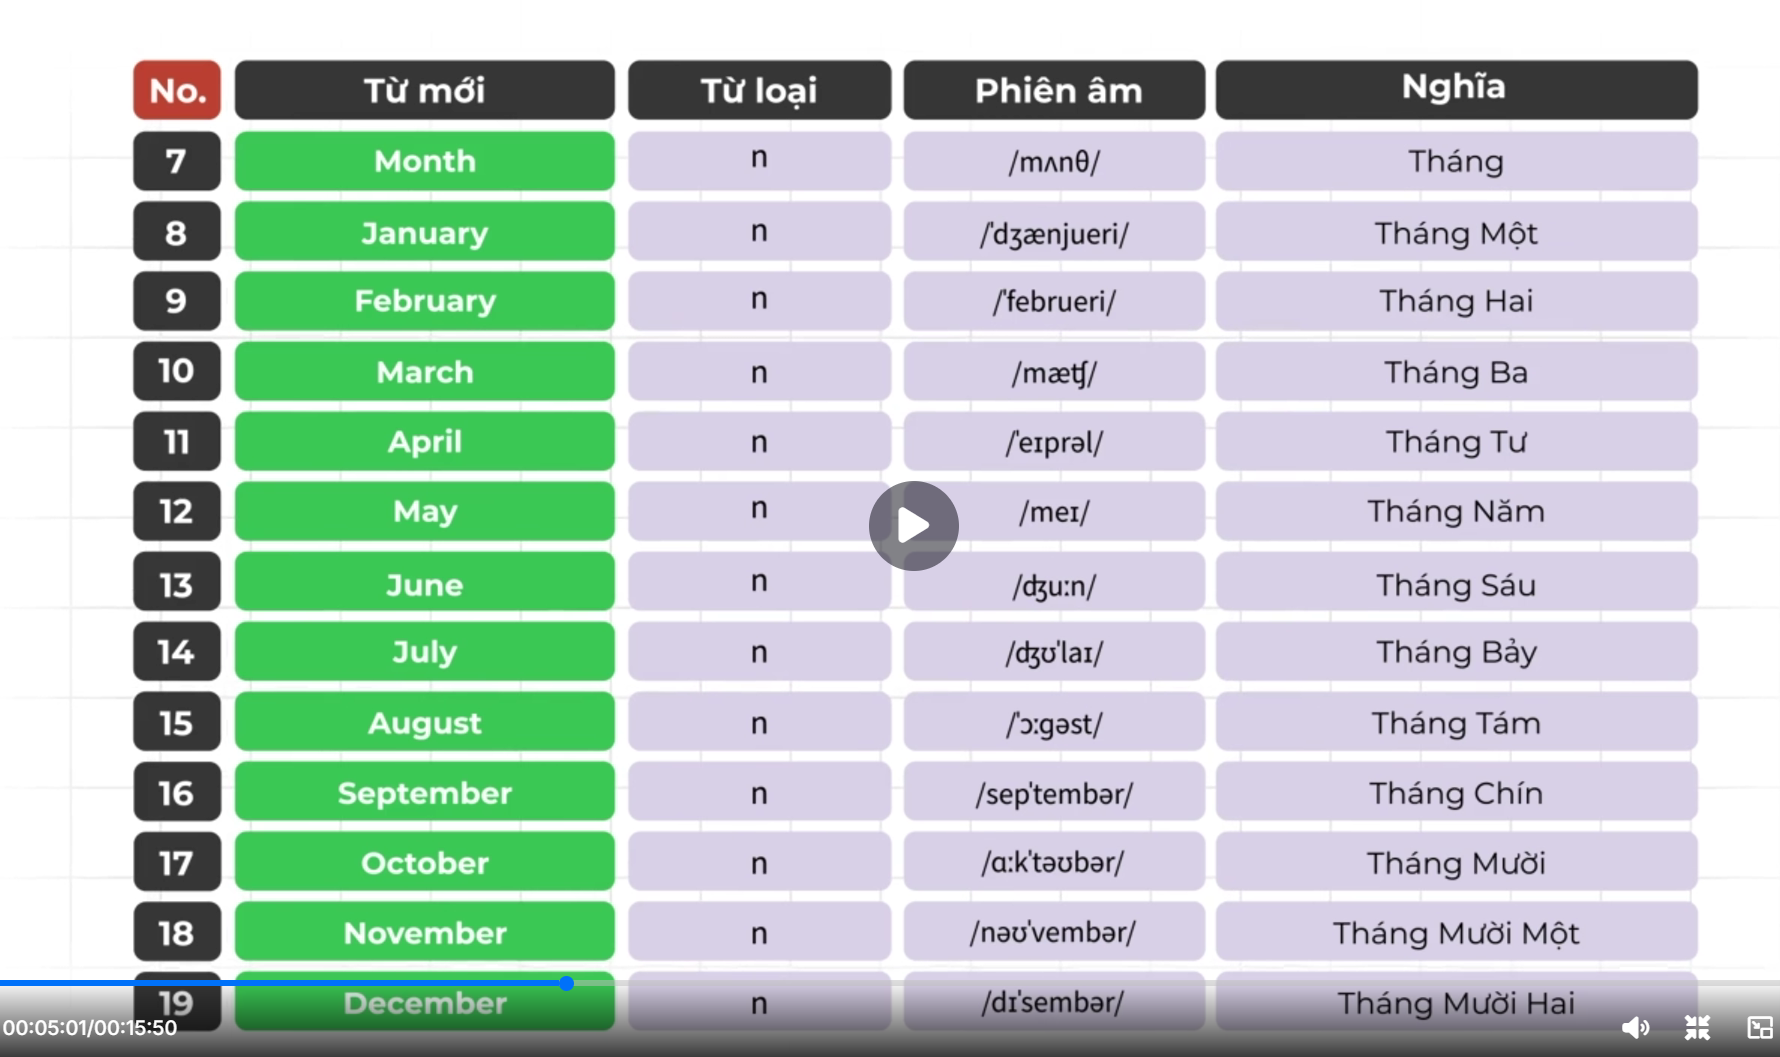 No. Từ mới Từ loại Phiên âm Nghĩa
7 Month n /mʌnθ/ Tháng
8 January n /ˈdʒænjueri/ Tháng Một
9 February n /ˈfebrueri/ Tháng Hai
10 March n /mæʧ/ Tháng Ba
11 April n /ˈeɪprəl/ Tháng Tư
12 May n /meɪ/ Tháng Năm
13 June n /ʤuːn/ Tháng Sáu
14 July n /ʤʊˈlaɪ/ Tháng Bảy
15 August n /ˈɔːgəst/ Tháng Tám
16 September n /sepˈtembər/ Tháng Chín
17 October n /ɑːkˈtəʊbər/ Tháng Mười
18 November n /nəʊˈvembər/ Tháng Mười Một
19 December n /dɪˈsembər/ Tháng Mười Hai
00:05:01/00:15:50